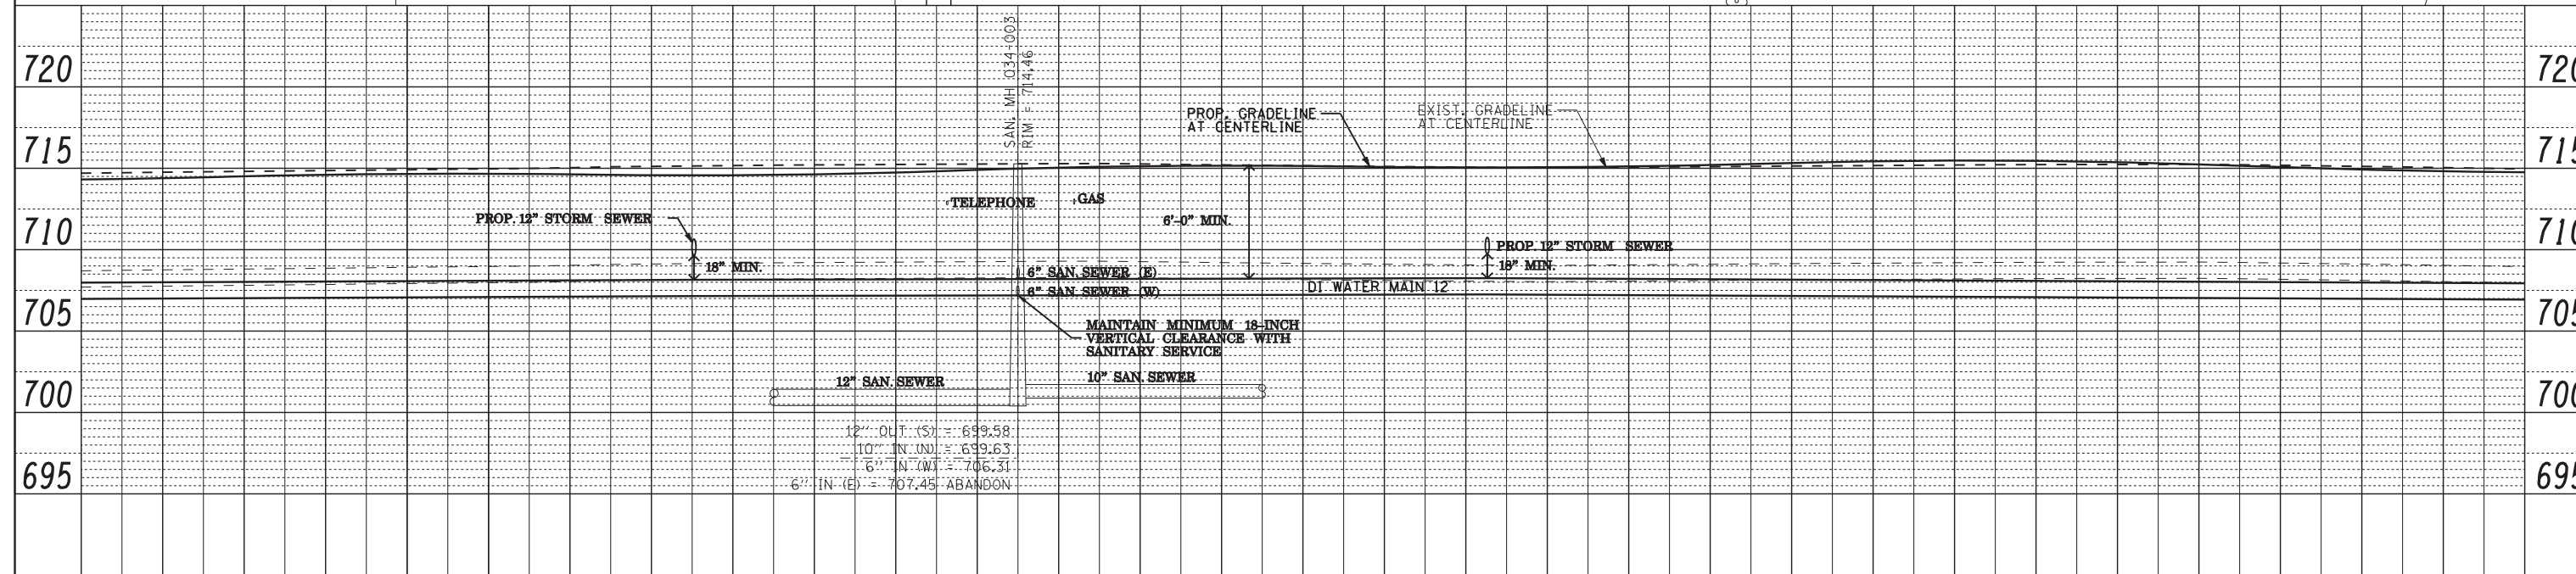 SAN. MH 034-003
RIM = 714.46
720
720
PROP. GRADELINE
AT CENTERLINE
EXIST. GRADELINE
AT CENTERLINE
715
715
TELEPHONE
GAS
PROP. 12" STORM SEWER
6'-0" MIN.
710
710
PROP. 12" STORM SEWER
18" MIN.
18" MIN.
6" SAN. SEWER (E)
6" SAN. SEWER (W)
DI WATER MAIN 12
705
705
MAINTAIN MINIMUM 18-INCH
VERTICAL CLEARANCE WITH
SANITARY SERVICE
12" SAN. SEWER
10" SAN. SEWER
700
700
12" OUT (S) = 699.58
10" IN (N) = 699.63
6" IN (W) = 706.31
6" IN (E) = 707.45 ABANDON
695
695